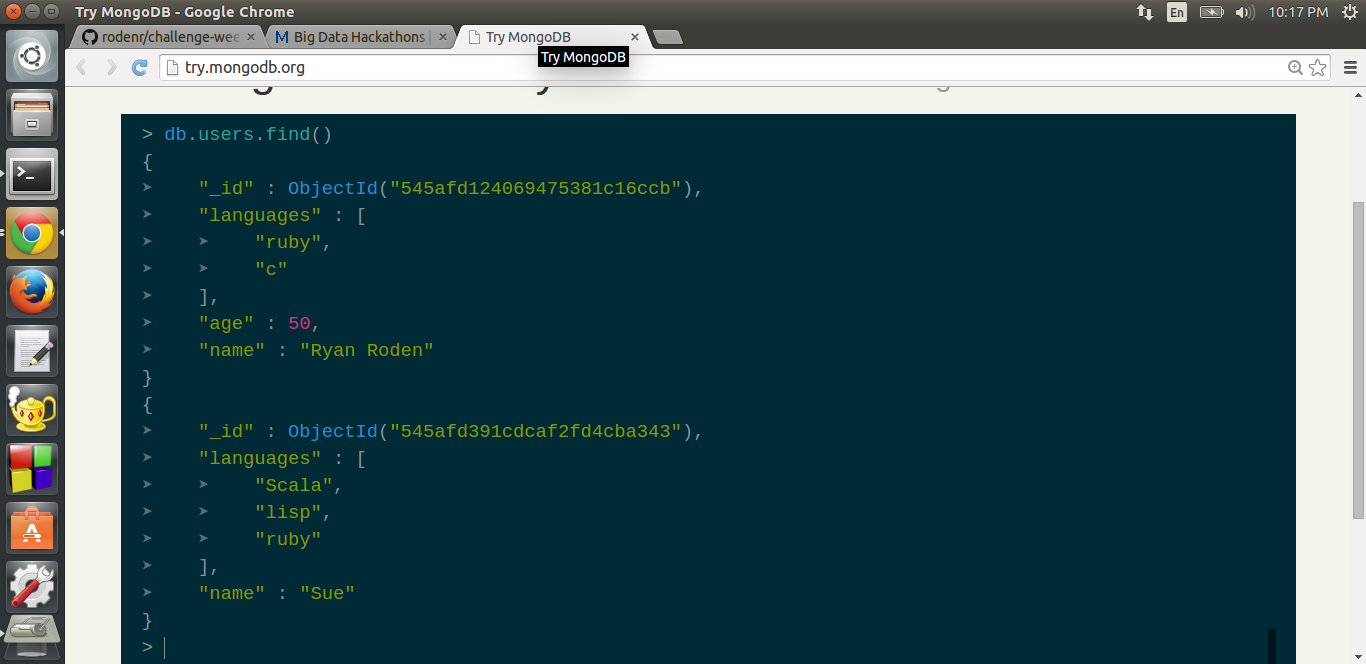 Try MongoDB - Google Chrome
En
10:17 PM
rodenr/challenge-wee
Big Data Hackathons |
Try MongoDB
Try MongoDB
try.mongodb.org
> db.users.find()
{
"_id" : ObjectId("545afd124069475381c16ccb"),
"languages" : [
"ruby",
"c"
],
"age" : 50,
"name" : "Ryan Roden"
}
{
"_id" : ObjectId("545afd391cdcaf2fd4cba343"),
"languages" : [
"Scala",
"lisp",
"ruby"
],
"name" : "Sue"
}
>